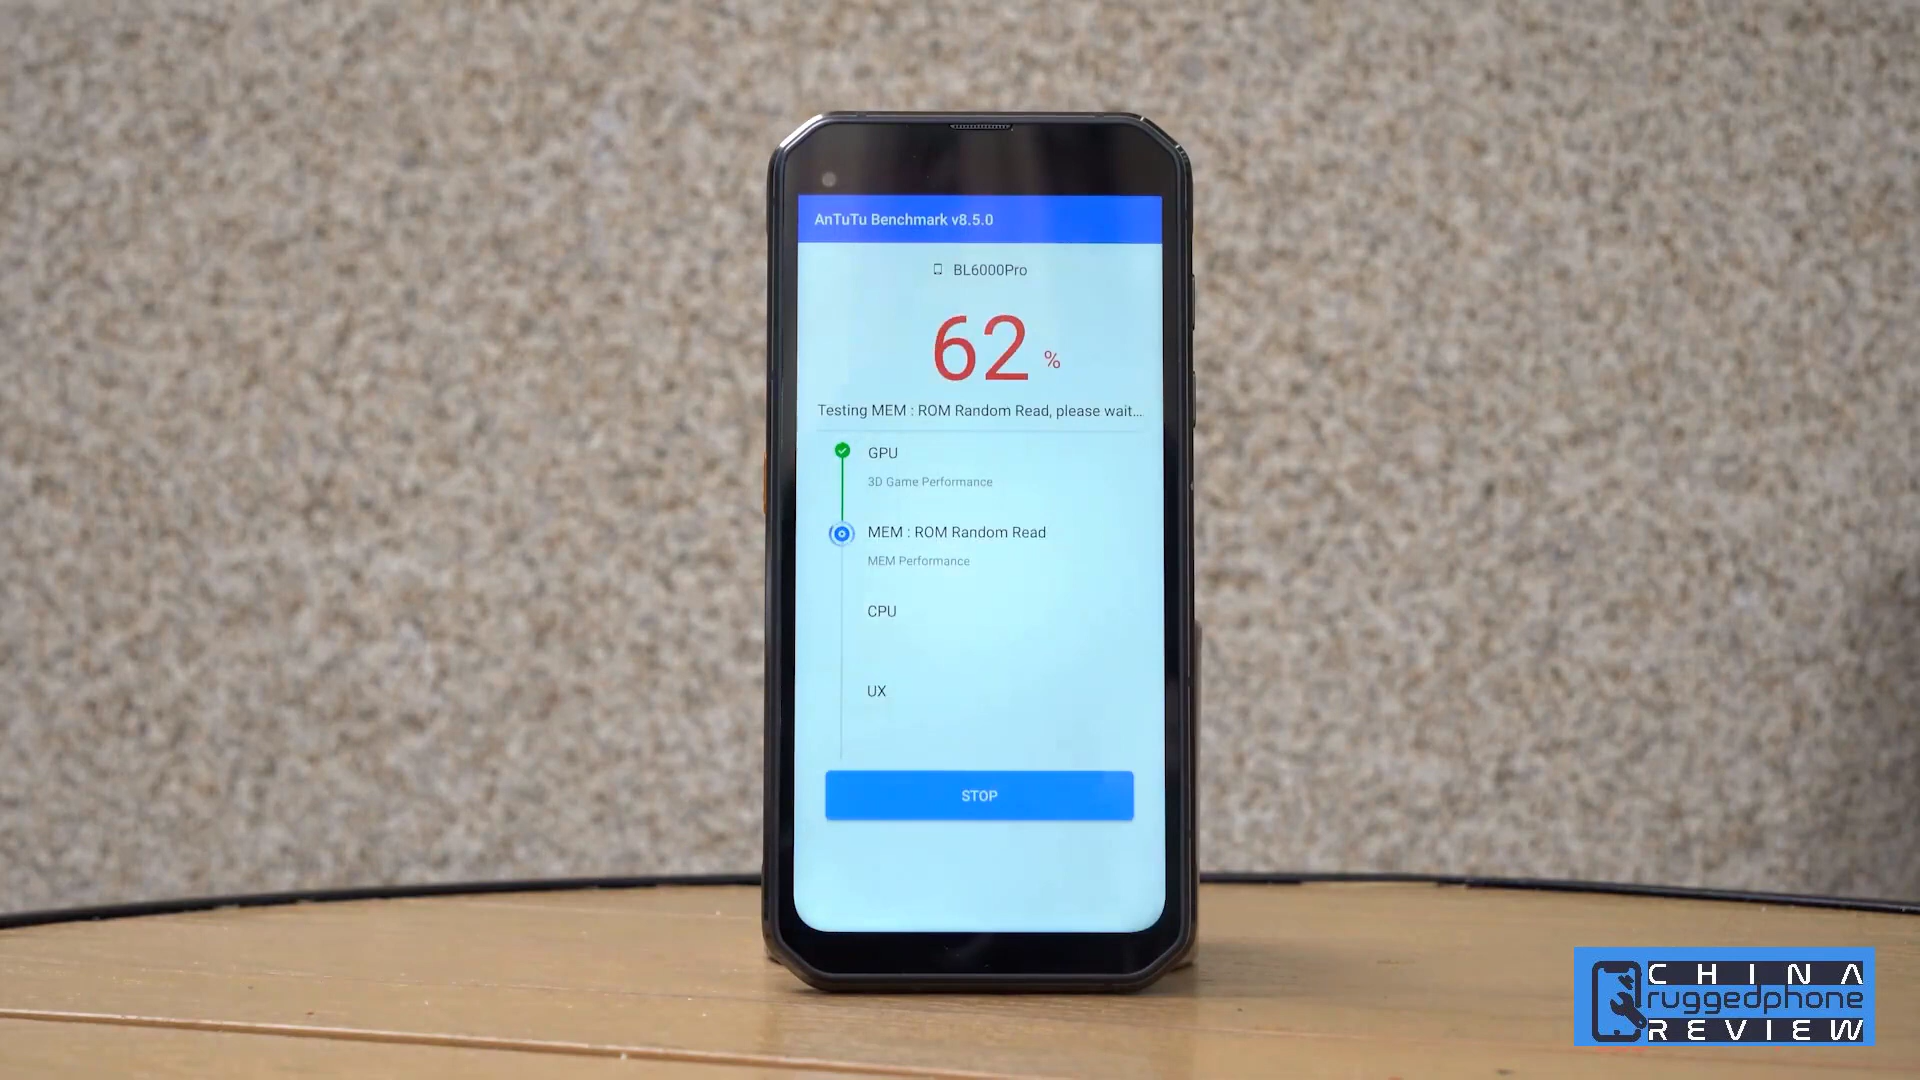 AnTuTu Benchmark v8.5.0
BL6000Pro
62 %
Testing MEM : ROM Random Read, please wait...
GPU
3D Game Performance
MEM : ROM Random Read
MEM Performance
CPU
UX
STOP
CHINA
ruggedphone
REVIEW